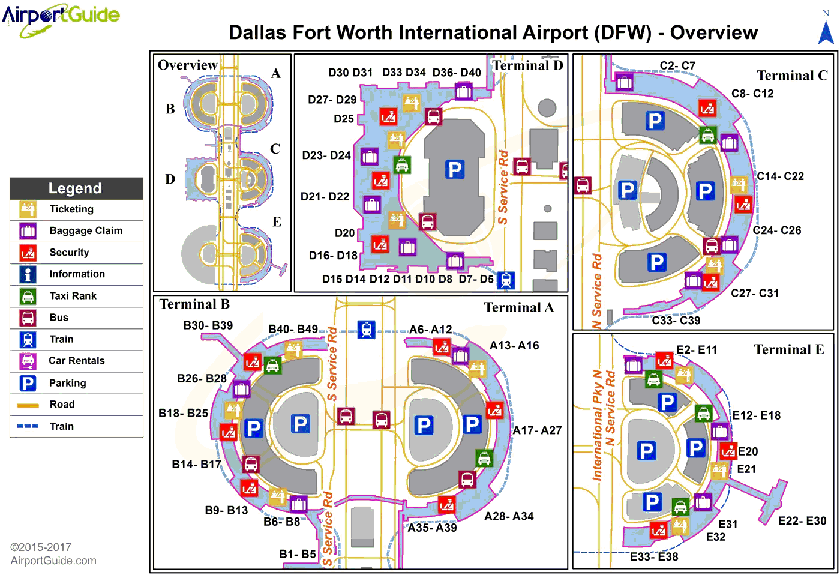 AirportGuide
Dallas Fort Worth International Airport (DFW) - Overview
N
Overview
A
B
C
D
E
D30 D31 D33 D34 D36- D40
Terminal D
D27- D29
D25
D23- D24
D21- D22
D20
D16- D18
D15 D14 D12 D11 D10 D8 D7- D6
S Service Rd
P
C2- C7
Terminal C
C8- C12
C14- C22
C24- C26
C27- C31
C33- C39
N Service Rd
P
P
P
P
Legend
Ticketing
Baggage Claim
Security
Information
Taxi Rank
Bus
Train
Car Rentals
P Parking
Road
Train
Terminal B
Terminal A
B30- B39
B40- B49
A6- A12
A13- A16
B26- B28
B18- B25
A17- A27
B14- B17
B9- B13
B6- B8
A28- A34
A35- A39
B1- B5
S Service Rd
S Service Rd
P
P
P
P
E2- E11
Terminal E
E12- E18
E20
E21
E22- E30
E31
E32
E33- E38
International Pky N
N Service Rd
P
P
P
P
©2015-2017
AirportGuide.com